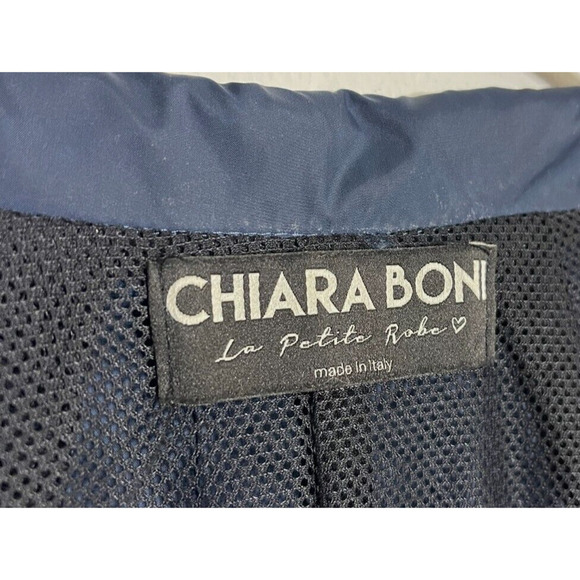 CHIARA BONI
La Petite Robe ♡
made in Italy